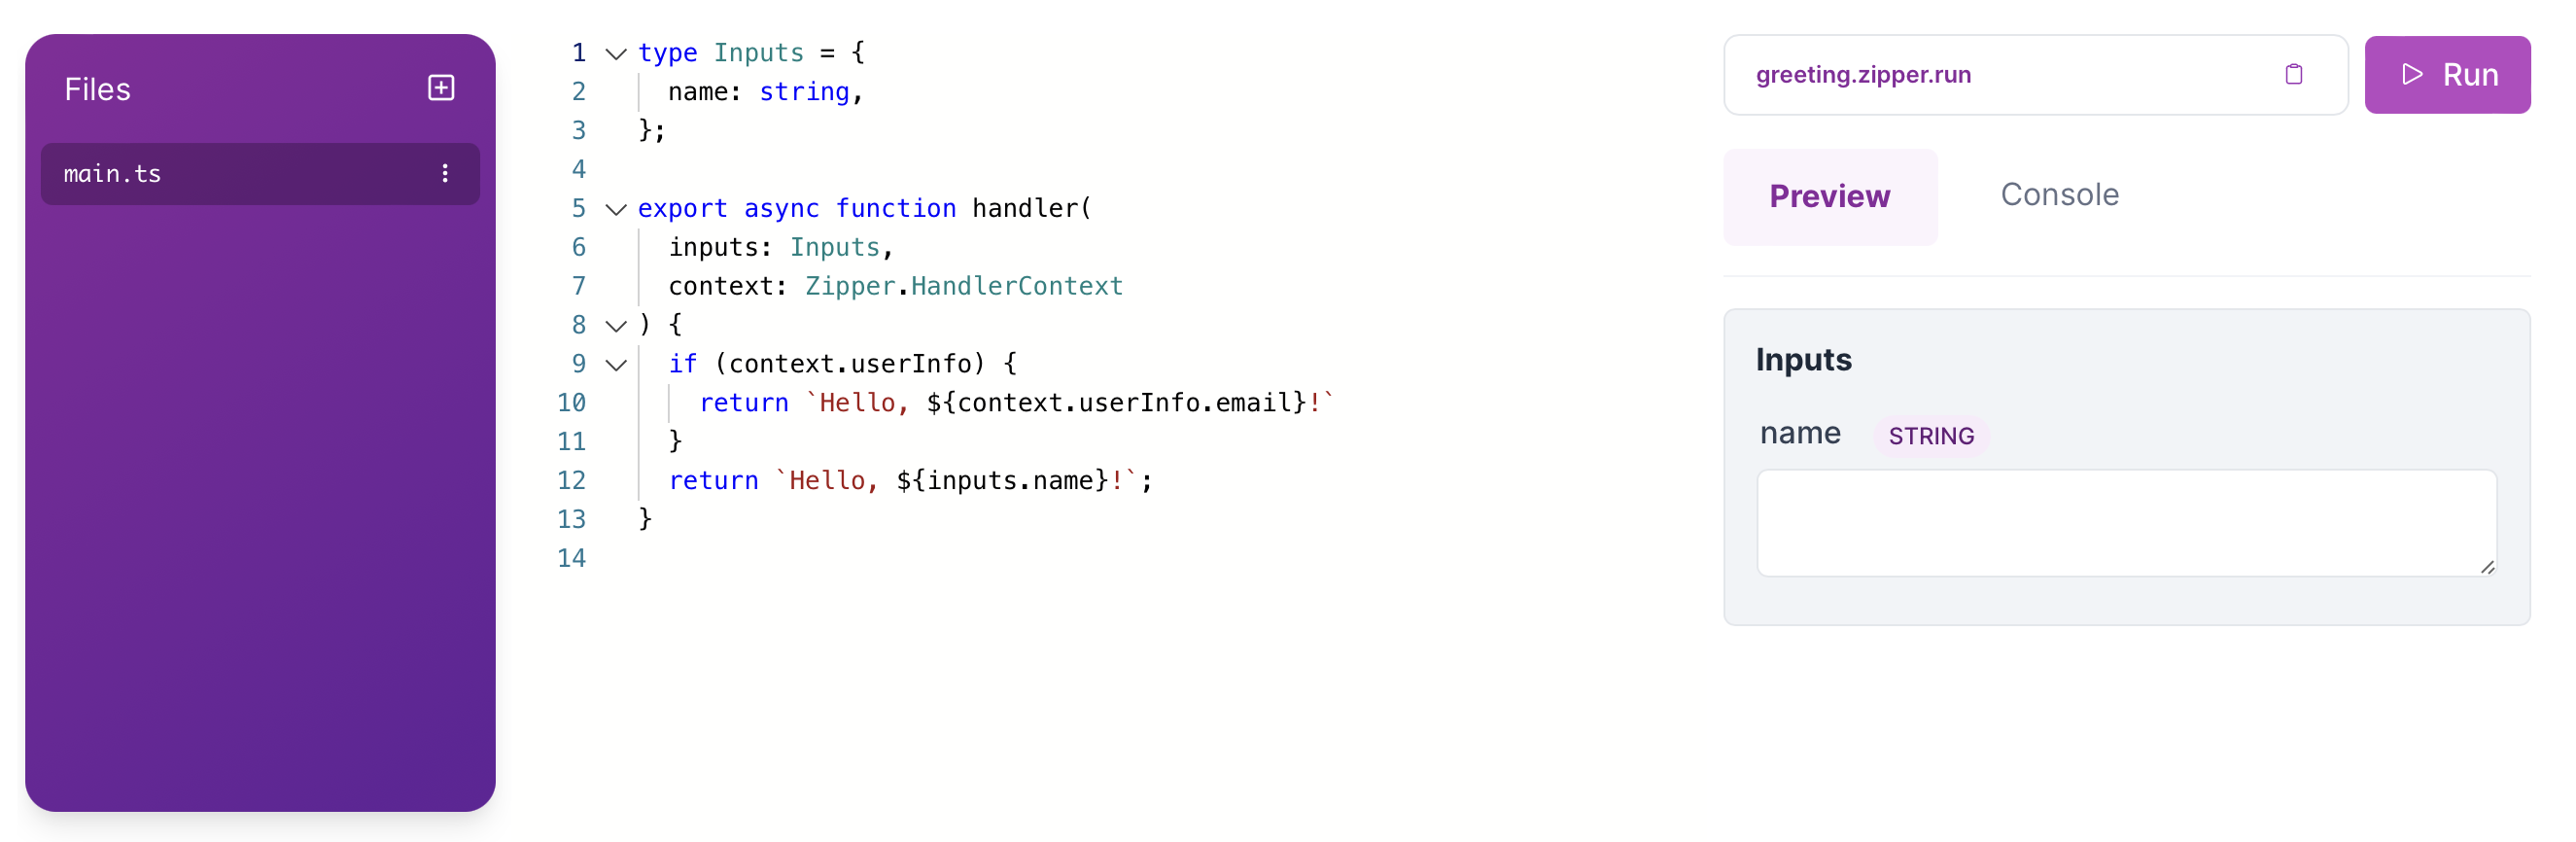 Files
main.ts
1 type Inputs = {
2   name: string,
3 };
4
5 export async function handler(
6   inputs: Inputs,
7   context: Zipper.HandlerContext
8 ) {
9   if (context.userInfo) {
10     return `Hello, ${context.userInfo.email}!`
11   }
12   return `Hello, ${inputs.name}!`;
13 }
14
greeting.zipper.run
Run
Preview Console
Inputs
name STRING